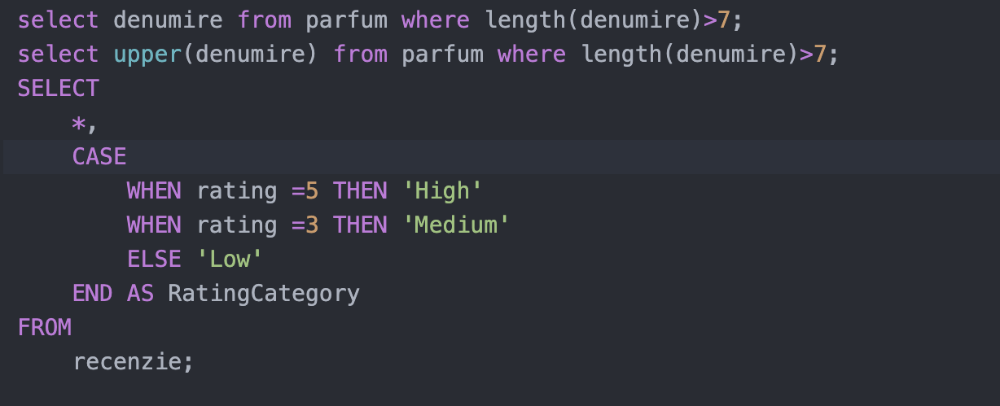 select denumire from parfum where length(denumire)>7;
select upper(denumire) from parfum where length(denumire)>7;
SELECT
    *,
    CASE
        WHEN rating =5 THEN 'High'
        WHEN rating =3 THEN 'Medium'
        ELSE 'Low'
    END AS RatingCategory
FROM
    recenzie;